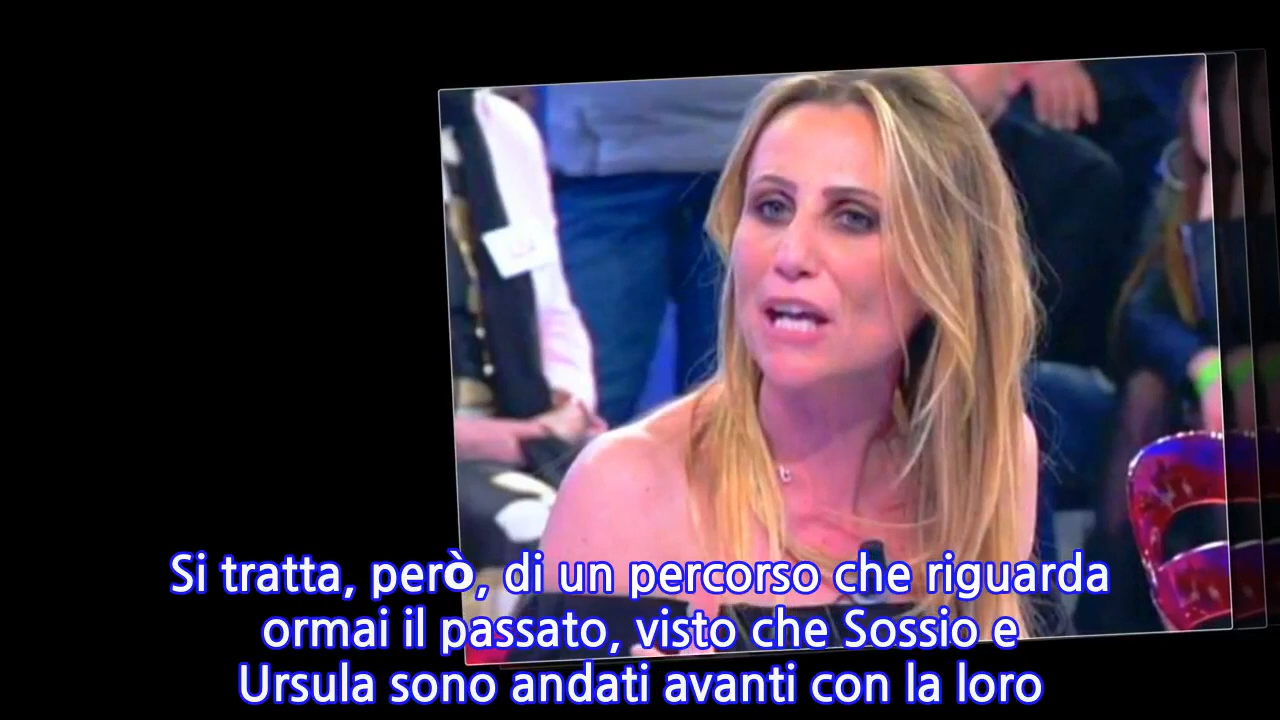 Si tratta, però, di un percorso che riguarda
ormai il passato, visto che Sossio e
Ursula sono andati avanti con la loro